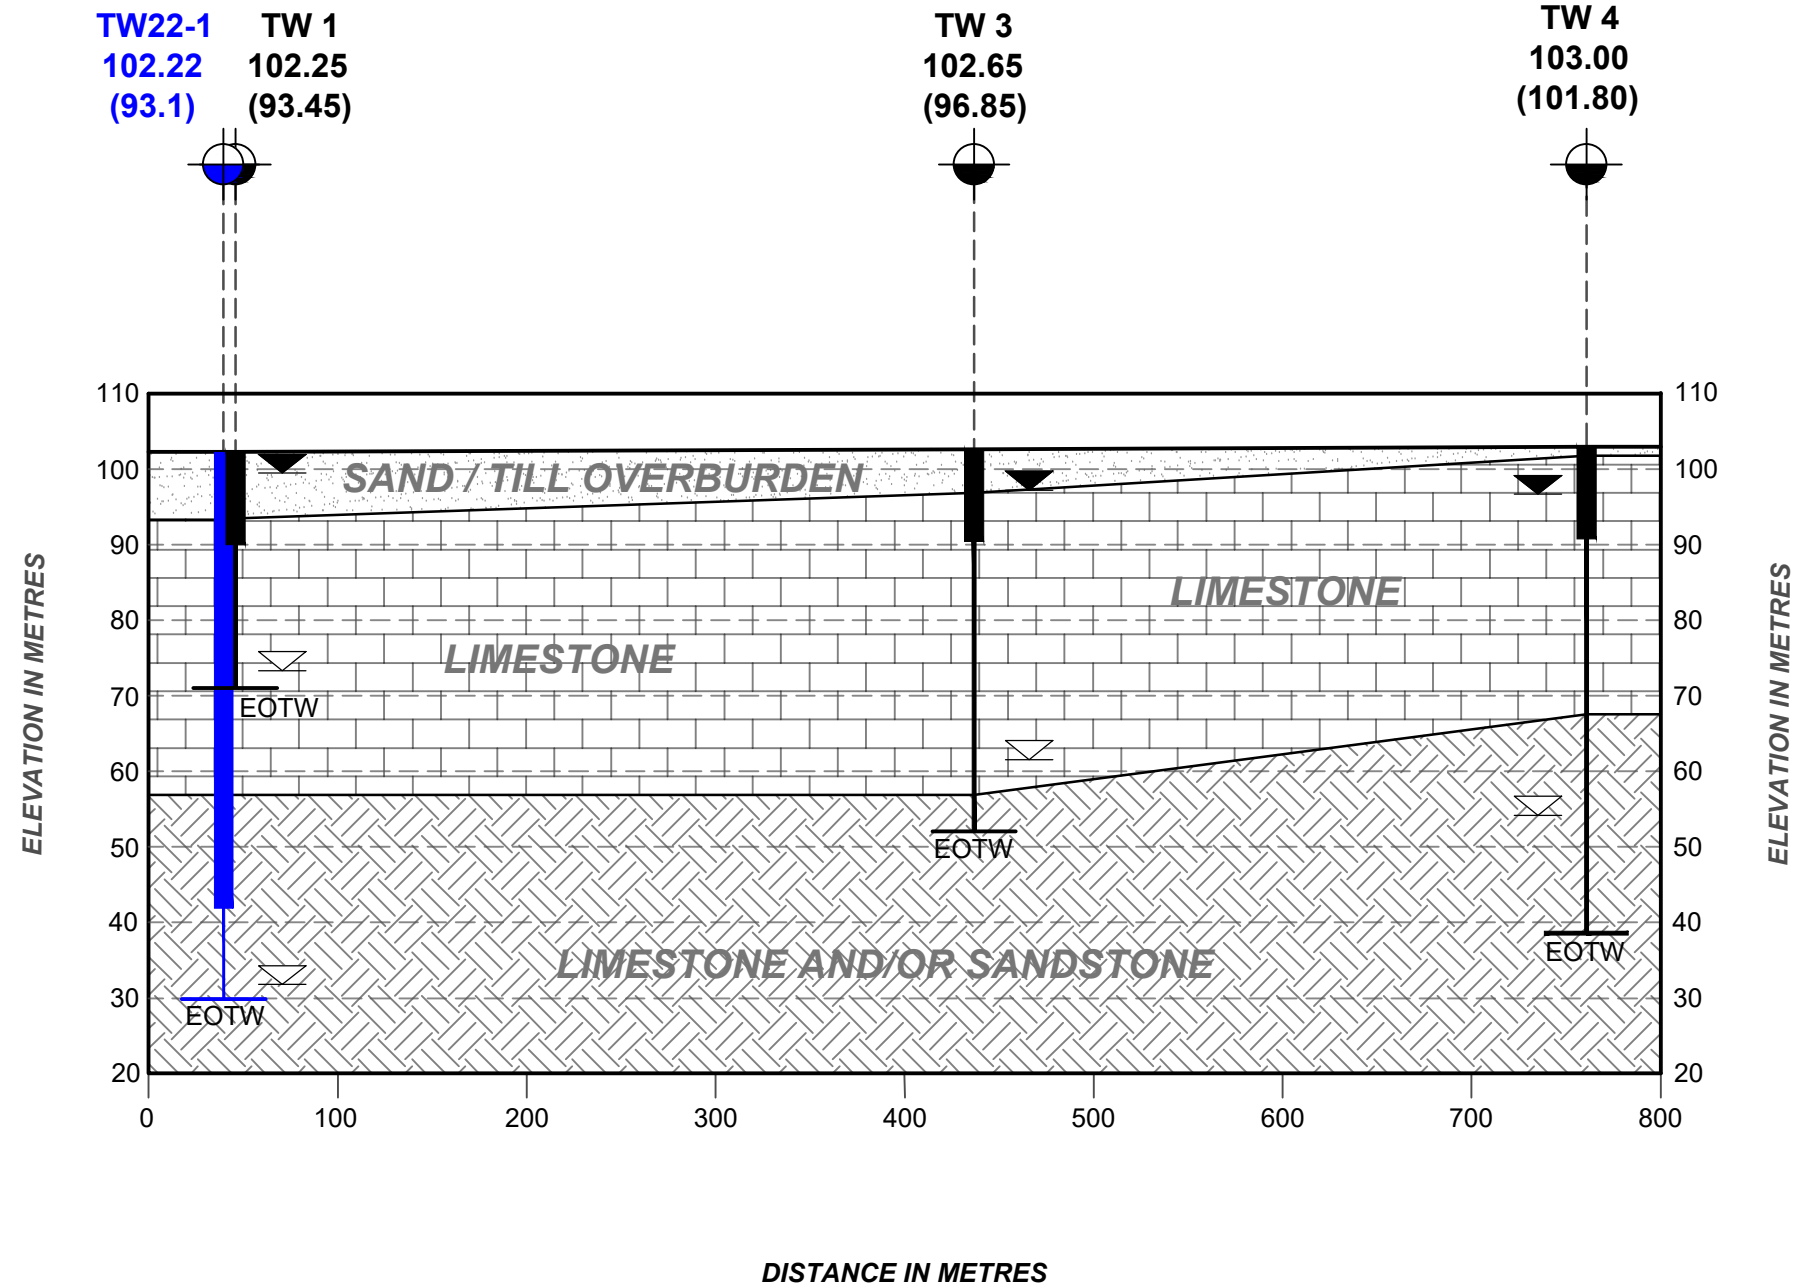 TW22-1
102.22
(93.1)
TW 1
102.25
(93.45)
TW 3
102.65
(96.85)
TW 4
103.00
(101.80)
110
100
90
80
70
60
50
40
30
20
ELEVATION IN METRES
SAND / TILL OVERBURDEN
LIMESTONE
LIMESTONE
LIMESTONE AND/OR SANDSTONE
EOTW
EOTW
EOTW
EOTW
110
100
90
80
70
60
50
40
30
20
ELEVATION IN METRES
0
100
200
300
400
500
600
700
800
DISTANCE IN METRES